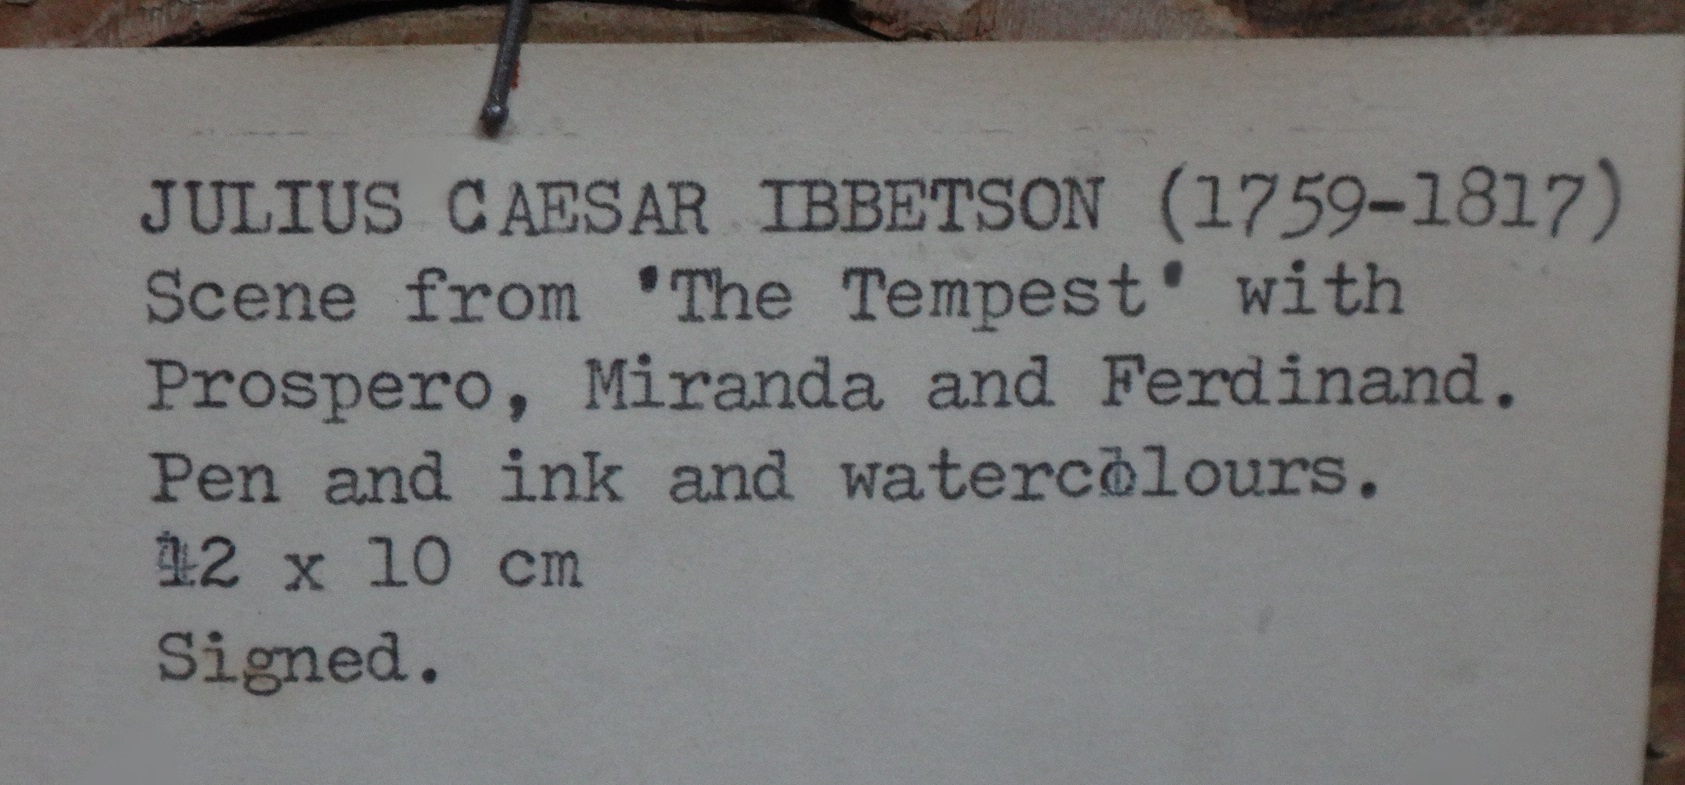 JULIUS CAESAR IBBETSON (1759-1817)
Scene from 'The Tempest' with
Prospero, Miranda and Ferdinand.
Pen and ink and watercolours.
12 x 10 cm
Signed.